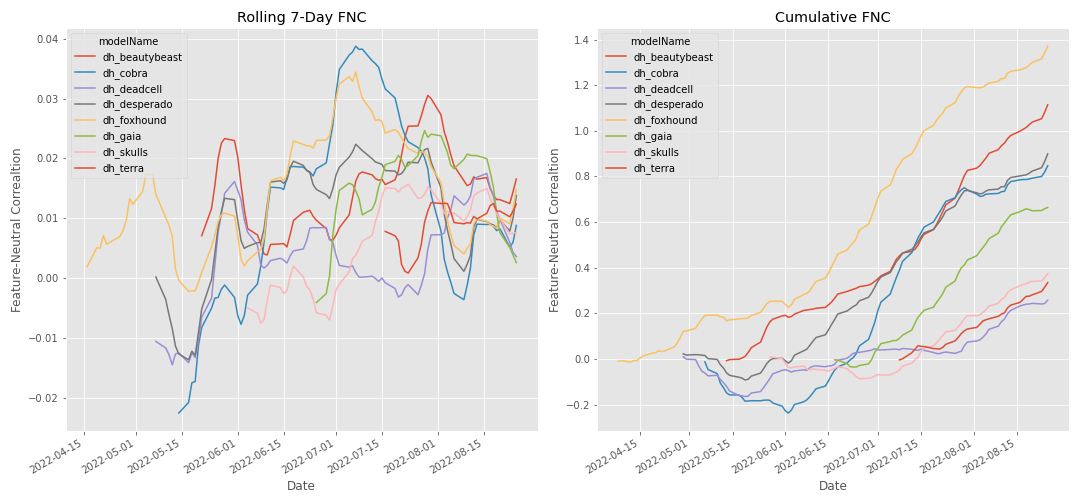 Rolling 7-Day FNC
Feature-Neutral Correaltion
0.04
0.03
0.02
0.01
0.00
−0.01
−0.02
modelName
dh_beautybeast
dh_cobra
dh_deadcell
dh_desperado
dh_foxhound
dh_gaia
dh_skulls
dh_terra
2022-04-15
2022-05-01
2022-05-15
2022-06-01
2022-06-15
2022-07-01
2022-07-15
2022-08-01
2022-08-15
Date
Cumulative FNC
Feature-Neutral Correaltion
1.4
1.2
1.0
0.8
0.6
0.4
0.2
0.0
−0.2
modelName
dh_beautybeast
dh_cobra
dh_deadcell
dh_desperado
dh_foxhound
dh_gaia
dh_skulls
dh_terra
2022-04-15
2022-05-01
2022-05-15
2022-06-01
2022-06-15
2022-07-01
2022-07-15
2022-08-01
2022-08-15
Date